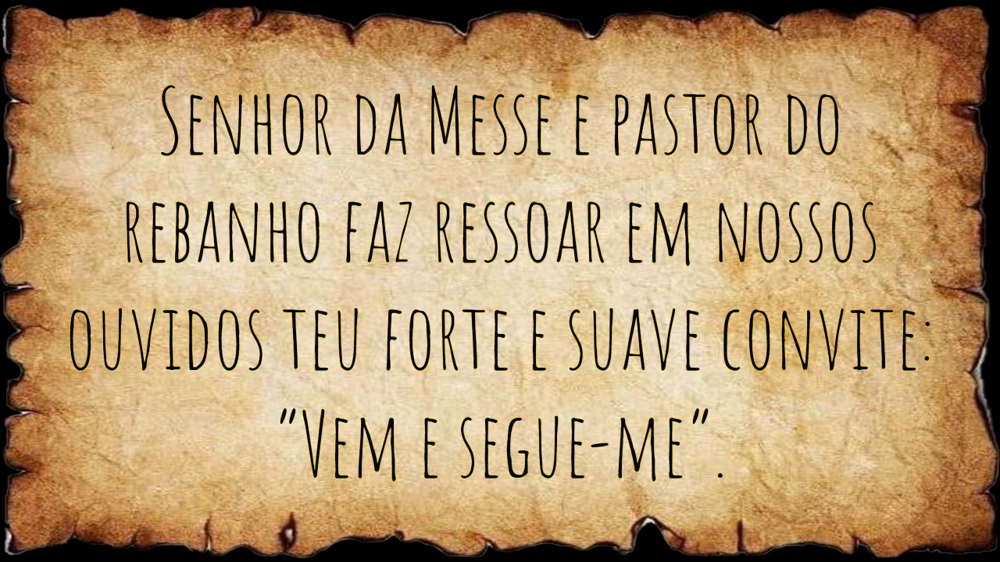 Senhor da Messe e pastor do
rebanho faz ressoar em nossos
ouvidos teu forte e suave convite:
"Vem e segue-me".